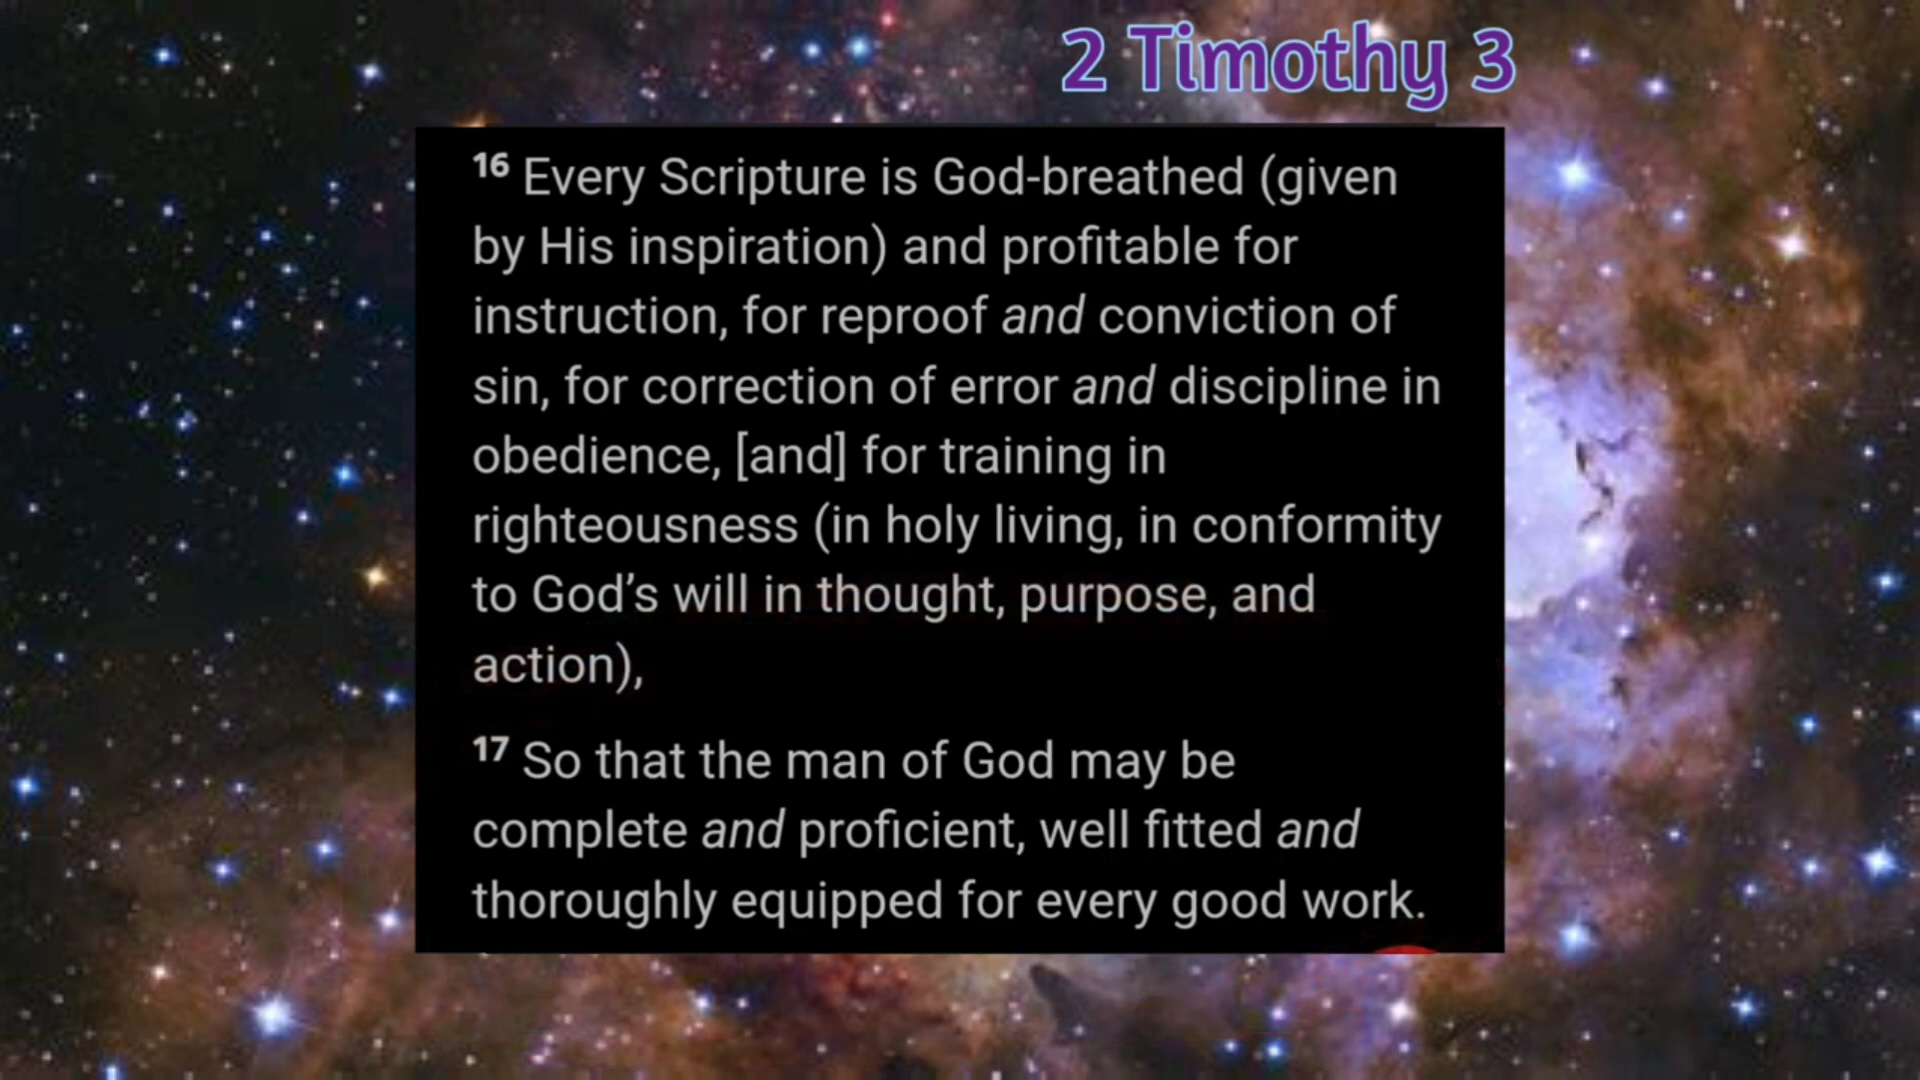 2 Timothy 3
16 Every Scripture is God-breathed (given
by His inspiration) and profitable for
instruction, for reproof and conviction of
sin, for correction of error and discipline in
obedience, [and] for training in
righteousness (in holy living, in conformity
to God’s will in thought, purpose, and
action),
17 So that the man of God may be
complete and proficient, well fitted and
thoroughly equipped for every good work.